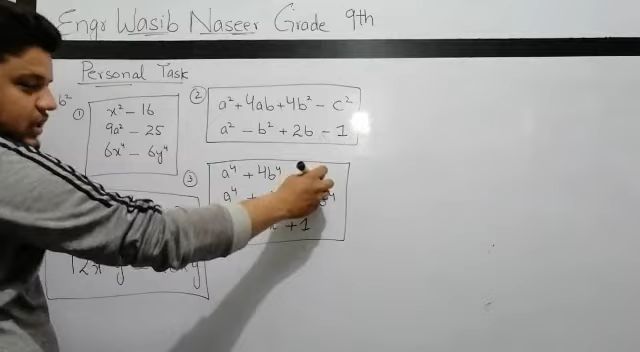 Engr Wasib Naseer Grade 9th
Personal Task
b²
①
x² - 16
9a² - 25
6x⁴ - 6y⁴
②
a² + 4ab + 4b² - c²
a² - b² + 2b - 1
③
a⁴ + 4b⁴
a⁴ +
+ 1